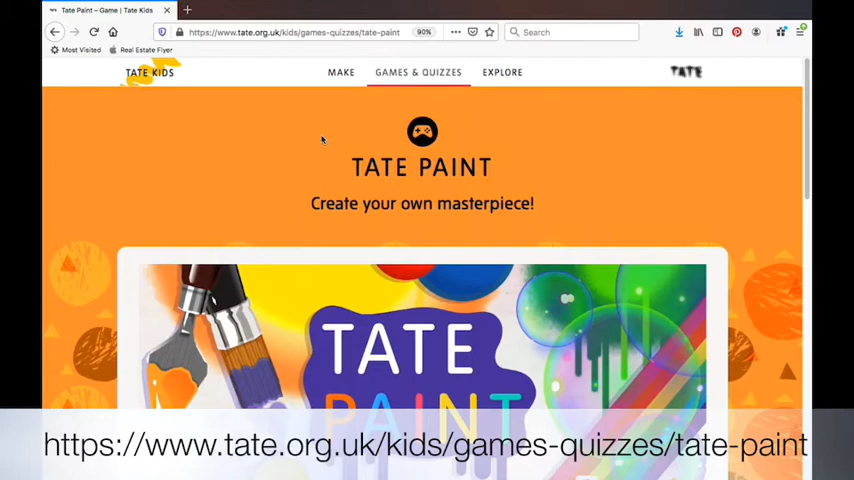 Tate Paint – Game | Tate Kids
https://www.tate.org.uk/kids/games-quizzes/tate-paint
90%
Search
Most Visited
Real Estate Flyer
TATE KIDS
MAKE
GAMES & QUIZZES
EXPLORE
TATE
TATE PAINT
Create your own masterpiece!
TATE
PAINT
https://www.tate.org.uk/kids/games-quizzes/tate-paint